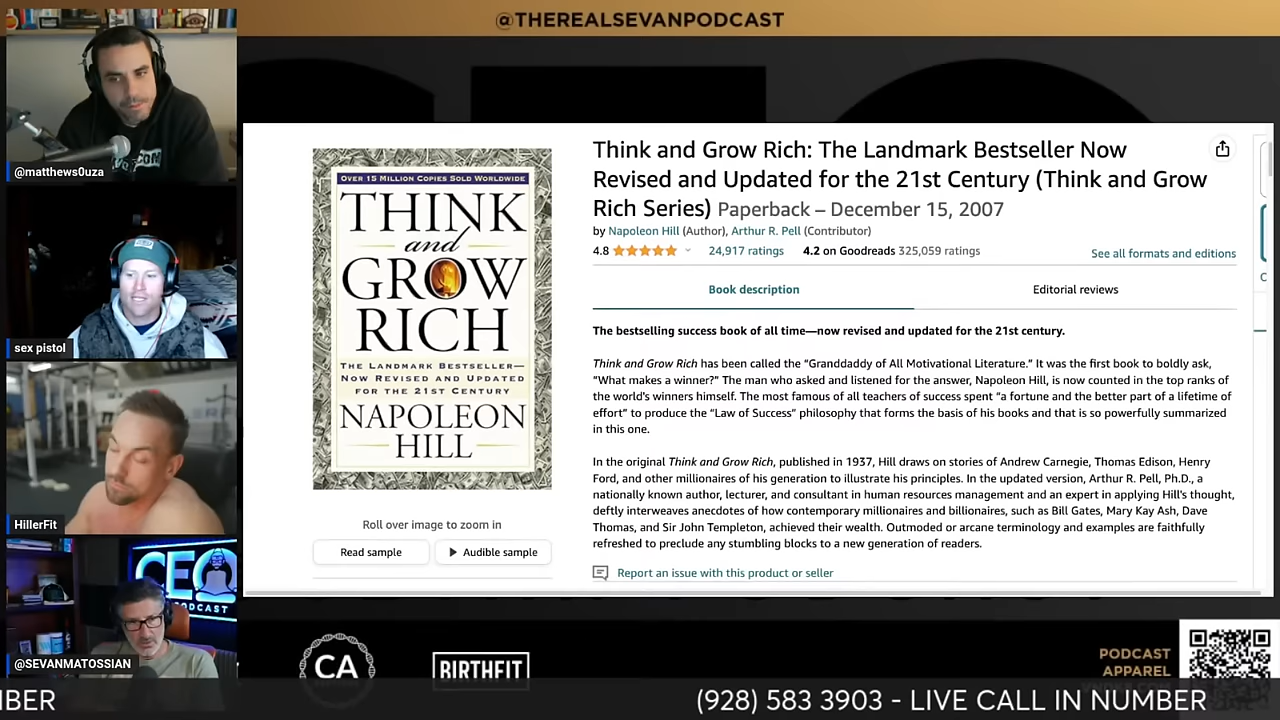 @THEREALSEVANPODCAST
@matthews0uza
sex pistol
HillerFit
@SEVANMATOSSIAN
CEO
PODCAST
OVER 15 MILLION COPIES SOLD WORLDWIDE
THINK
and
GROW
RICH
THE LANDMARK BESTSELLER—
NOW REVISED AND UPDATED
FOR THE 21ST CENTURY
NAPOLEON
HILL
Roll over image to zoom in
Read sample
Audible sample
Think and Grow Rich: The Landmark Bestseller Now
Revised and Updated for the 21st Century (Think and Grow
Rich Series) Paperback – December 15, 2007
by Napoleon Hill (Author), Arthur R. Pell (Contributor)
4.8 24,917 ratings 4.2 on Goodreads 325,059 ratings
See all formats and editions
Book description Editorial reviews
The bestselling success book of all time—now revised and updated for the 21st century.
Think and Grow Rich has been called the “Granddaddy of All Motivational Literature.” It was the first book to boldly ask,
“What makes a winner?” The man who asked and listened for the answer, Napoleon Hill, is now counted in the top ranks of
the world's winners himself. The most famous of all teachers of success spent “a fortune and the better part of a lifetime of
effort” to produce the “Law of Success” philosophy that forms the basis of his books and that is so powerfully summarized
in this one.
In the original Think and Grow Rich, published in 1937, Hill draws on stories of Andrew Carnegie, Thomas Edison, Henry
Ford, and other millionaires of his generation to illustrate his principles. In the updated version, Arthur R. Pell, Ph.D., a
nationally known author, lecturer, and consultant in human resources management and an expert in applying Hill's thought,
deftly interweaves anecdotes of how contemporary millionaires and billionaires, such as Bill Gates, Mary Kay Ash, Dave
Thomas, and Sir John Templeton, achieved their wealth. Outmoded or arcane terminology and examples are faithfully
refreshed to preclude any stumbling blocks to a new generation of readers.
Report an issue with this product or seller
CA
BIRTHFIT
PODCAST
APPAREL
MBER
(928) 583 3903 - LIVE CALL IN NUMBER